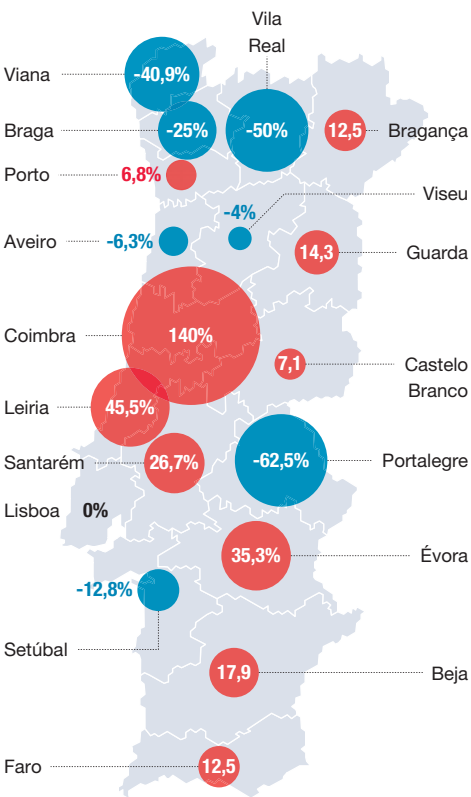 Vila
Real
Viana
-40,9%
Braga
-25%
-50%
12,5
Bragança
Porto
6,8%
Viseu
-4%
Aveiro
-6,3%
14,3
Guarda
Coimbra
140%
7,1
Castelo
Branco
Leiria
45,5%
Santarém
26,7%
-62,5%
Portalegre
Lisboa
0%
35,3%
Évora
-12,8%
Setúbal
17,9
Beja
Faro
12,5